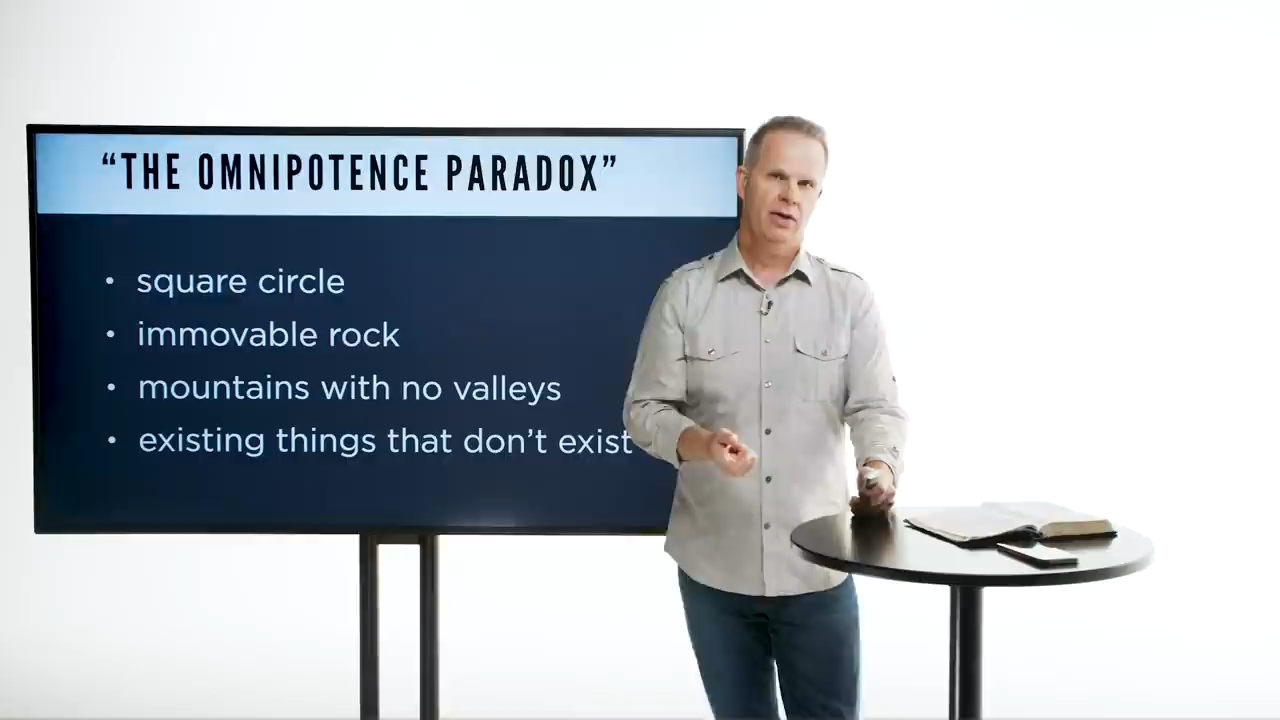 “THE OMNIPOTENCE PARADOX”
• square circle
• immovable rock
• mountains with no valleys
• existing things that don’t exist